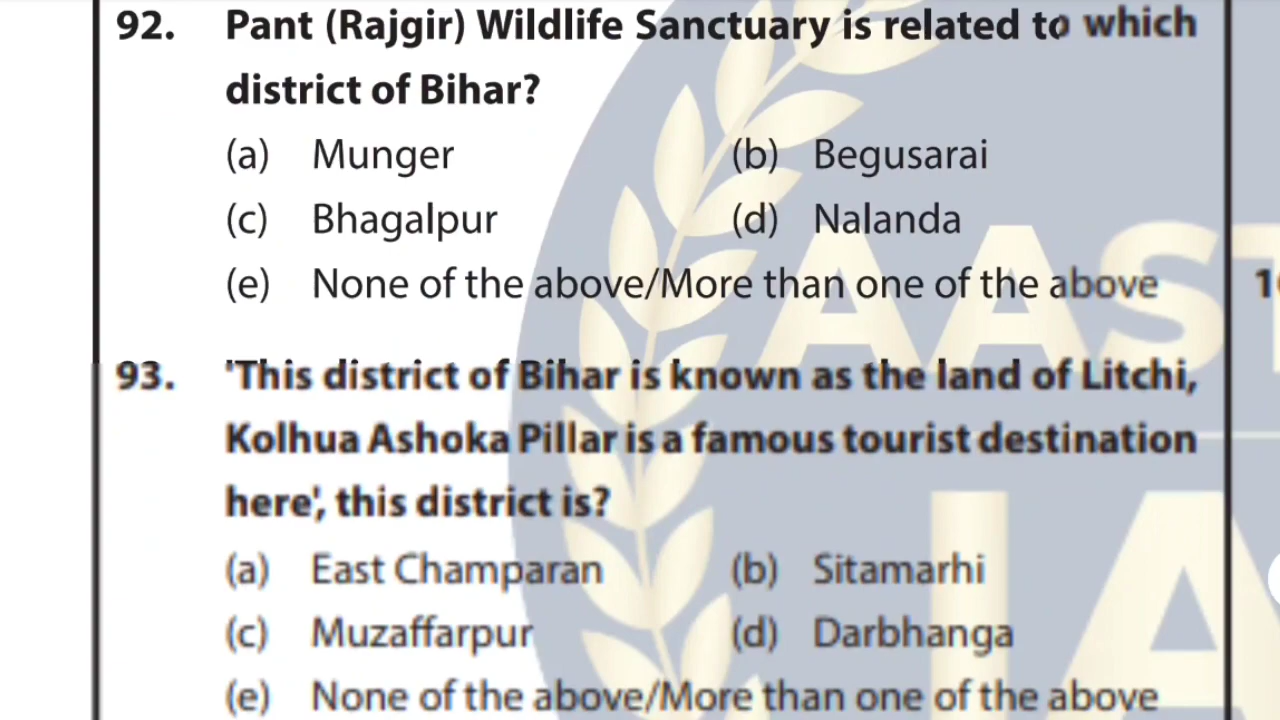 92. Pant (Rajgir) Wildlife Sanctuary is related to which
district of Bihar?
(a) Munger (b) Begusarai
(c) Bhagalpur (d) Nalanda
(e) None of the above/More than one of the above
93. 'This district of Bihar is known as the land of Litchi,
Kolhua Ashoka Pillar is a famous tourist destination
here', this district is?
(a) East Champaran (b) Sitamarhi
(c) Muzaffarpur (d) Darbhanga
(e) None of the above/More than one of the above